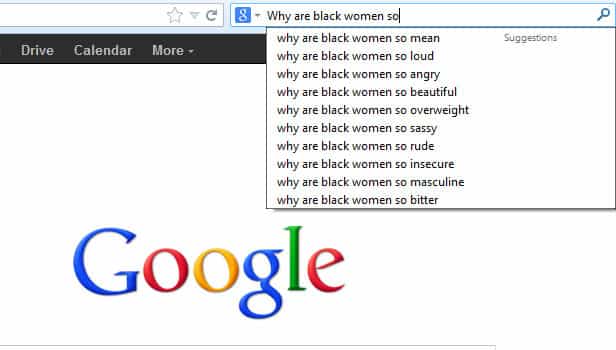 Why are black women so
why are black women so mean
Suggestions
why are black women so loud
why are black women so angry
why are black women so beautiful
why are black women so overweight
why are black women so sassy
why are black women so rude
why are black women so insecure
why are black women so masculine
why are black women so bitter
Drive Calendar More
Google